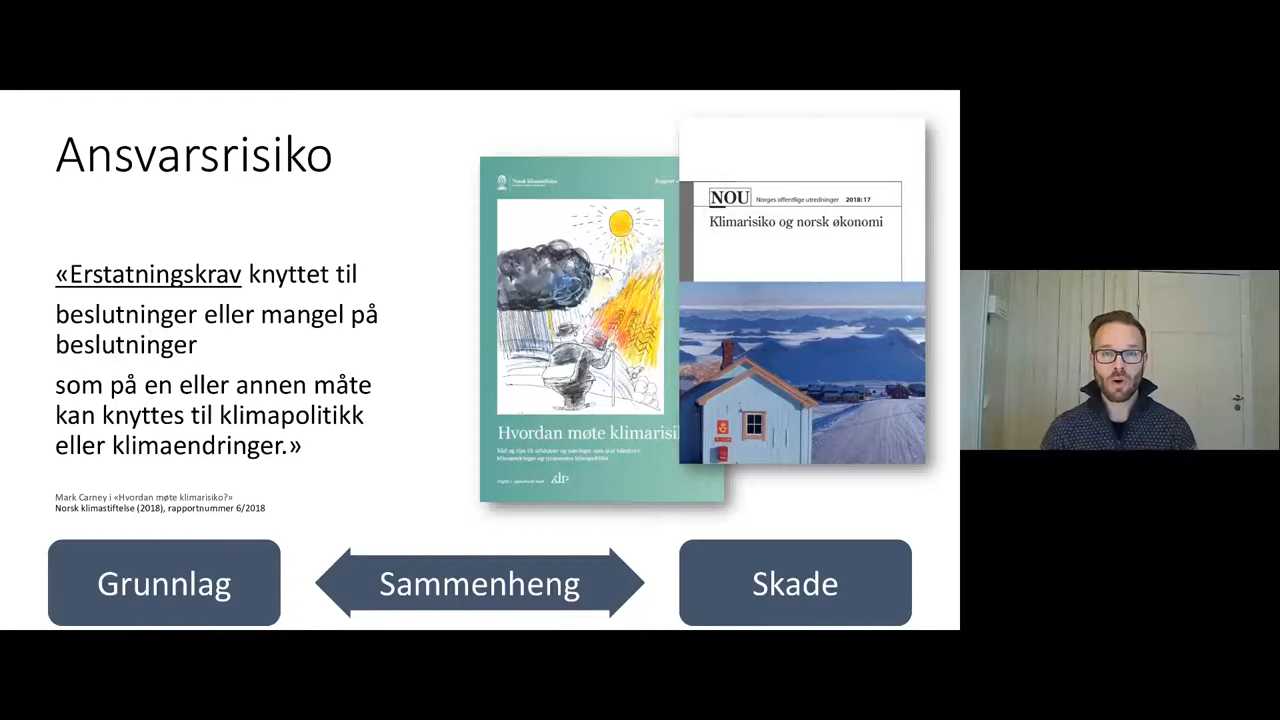 Ansvarsrisiko
«Erstatningskrav knyttet til
beslutninger eller mangel på
beslutninger
som på en eller annen måte
kan knyttes til klimapolitikk
eller klimaendringer.»
Mark Carney i «Hvordan møte klimarisiko?»
Norsk klimastiftelse (2018), rapportnummer 6/2018
Norsk klimastiftelse
Hvordan møte klimarisi
Råd og tips til selskaper og næringer som skal håndtere
klimaendringer og strammere klimapolitikk
klp
NOU Norges offentlige utredninger 2018: 17
Klimarisiko og norsk økonomi
Grunnlag
Sammenheng
Skade